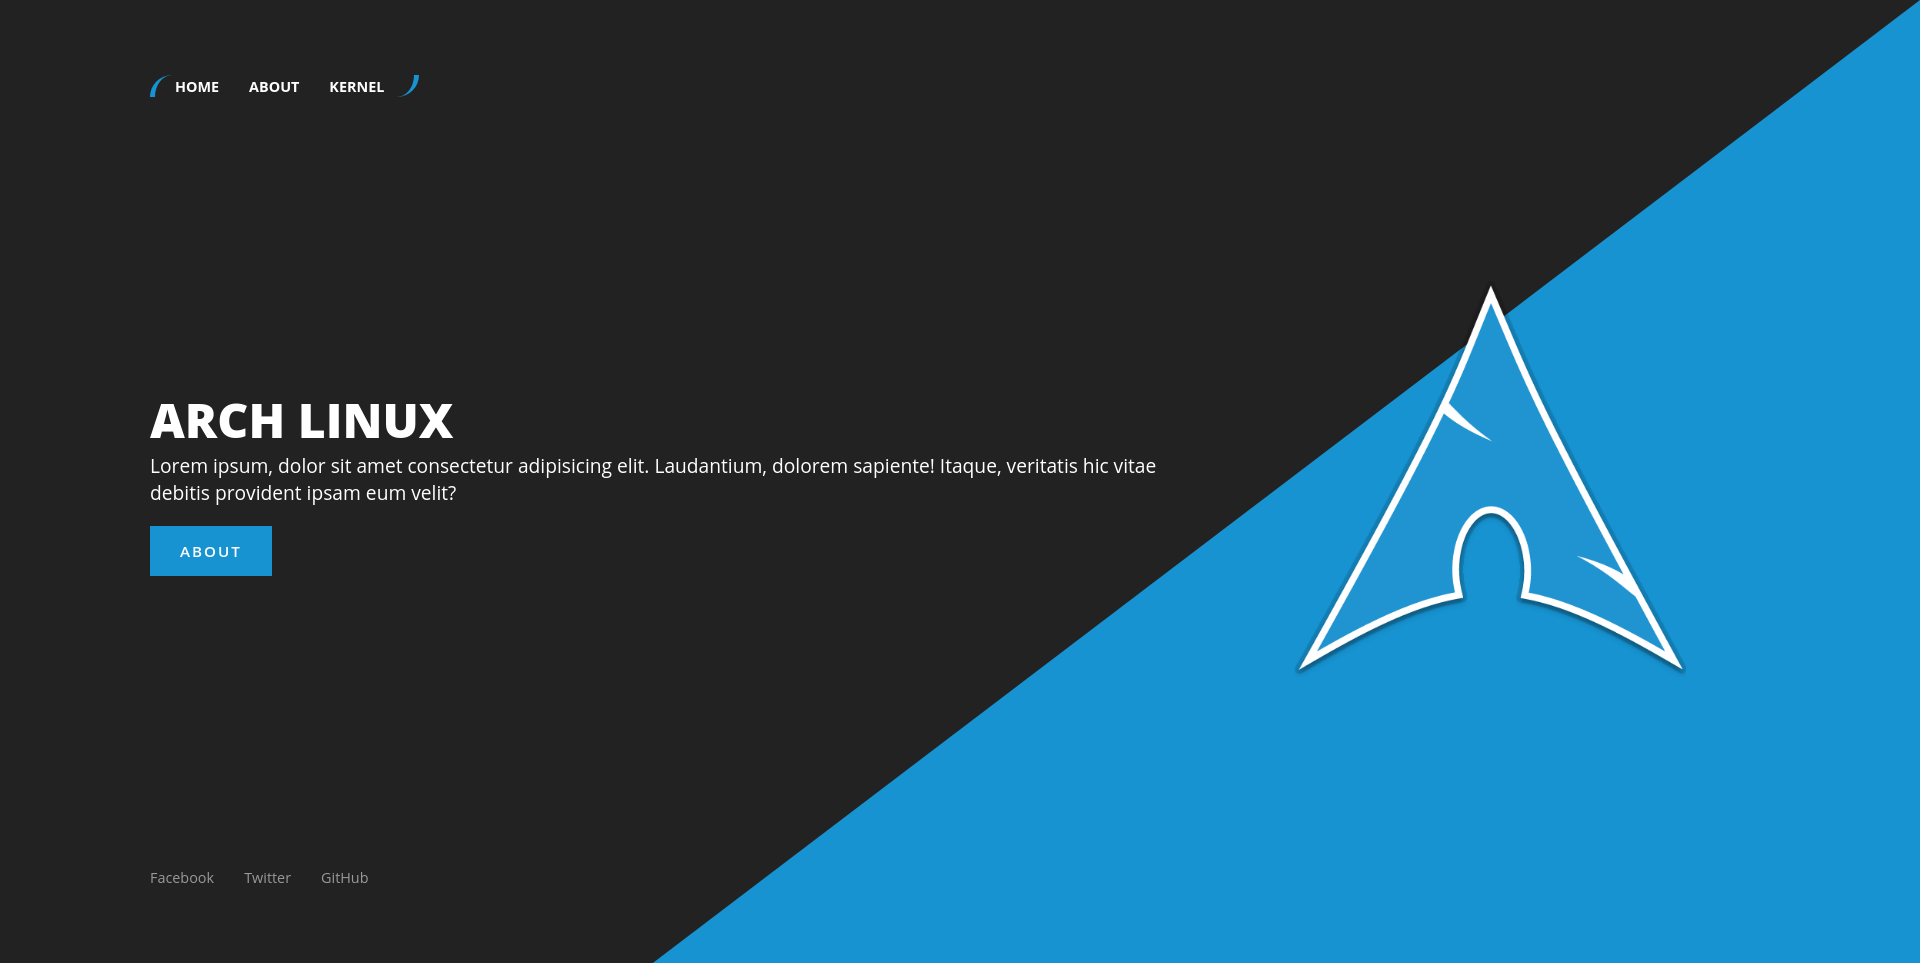 HOME ABOUT KERNEL
ARCH LINUX
Lorem ipsum, dolor sit amet consectetur adipisicing elit. Laudantium, dolorem sapiente! Itaque, veritatis hic vitae
debitis provident ipsam eum velit?
ABOUT
Facebook Twitter GitHub